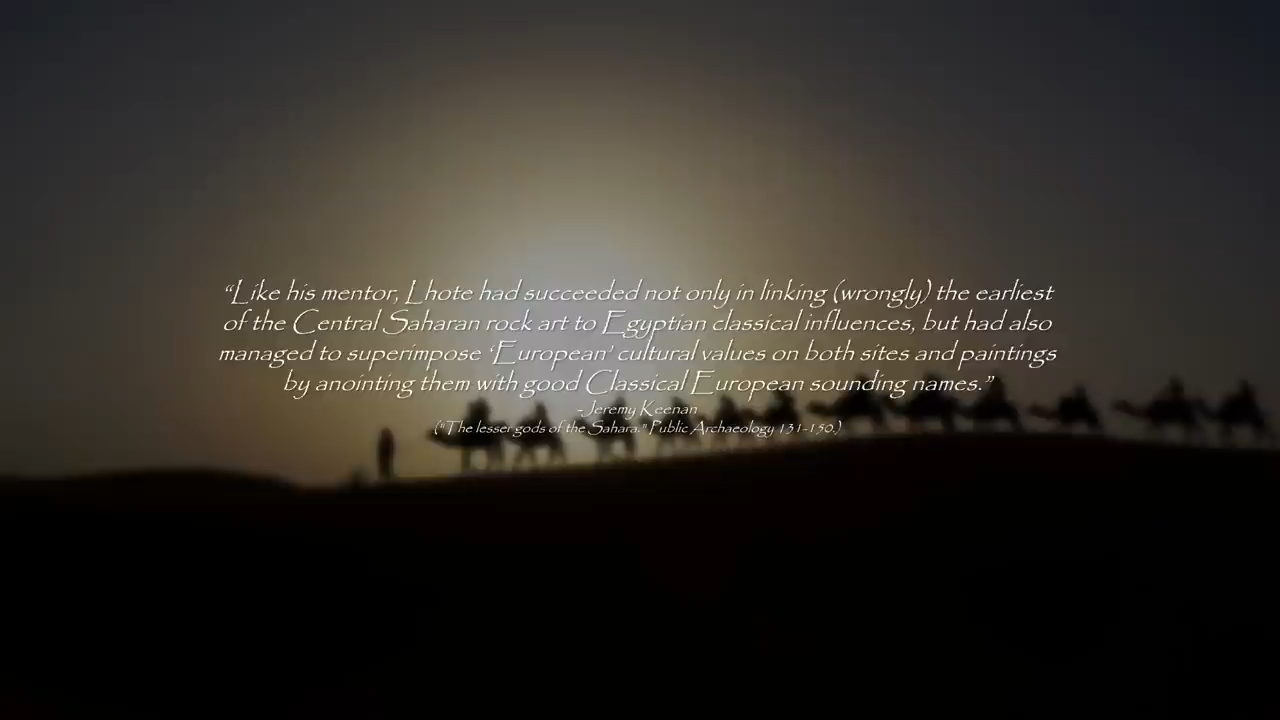 “Like his mentor, Lhote had succeeded not only in linking (wrongly) the earliest
of the Central Saharan rock art to Egyptian classical influences, but had also
managed to superimpose ‘European’ cultural values on both sites and paintings
by anointing them with good Classical European sounding names.”
- Jeremy Keenan
("The lesser gods of the Sahara." Public Archaeology 131-150.)